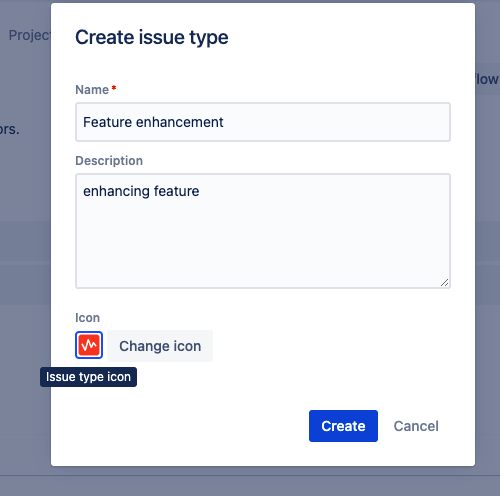 Create issue type
Project
flow
Name *
Feature enhancement
ors.
Description
enhancing feature
Icon
Change icon
Issue type icon
Create Cancel